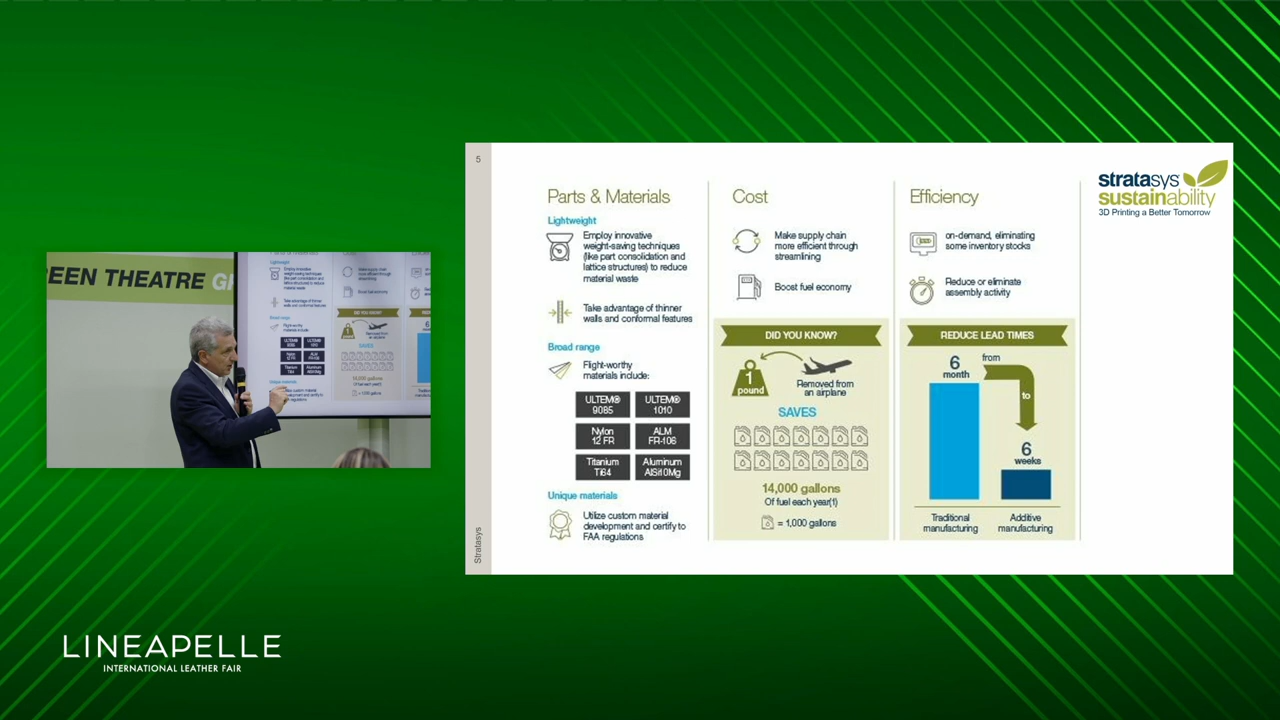 5
stratasys
sustainability
3D Printing a Better Tomorrow
Parts & Materials
Lightweight
Employ innovative
weight-saving techniques
(like part consolidation and
lattice structures) to reduce
material waste
Take advantage of thinner
walls and conformal features
Broad range
Flight-worthy
materials include:
ULTEM®
9085
ULTEM®
1010
Nylon
12 FR
ALM
FR-106
Titanium
Ti64
Aluminum
AlSi10Mg
Unique materials
Utilize custom material
development and certify to
FAA regulations
Cost
Make supply chain
more efficient through
streamlining
Boost fuel economy
DID YOU KNOW?
1
pound
Removed from
an airplane
SAVES
14,000 gallons
Of fuel each year(1)
= 1,000 gallons
Efficiency
on-demand, eliminating
some inventory stocks
Reduce or eliminate
assembly activity
REDUCE LEAD TIMES
6
month
from
to
6
weeks
Traditional
manufacturing
Additive
manufacturing
Stratasys
EEN THEATRE G
LINEAPELLE
INTERNATIONAL LEATHER FAIR